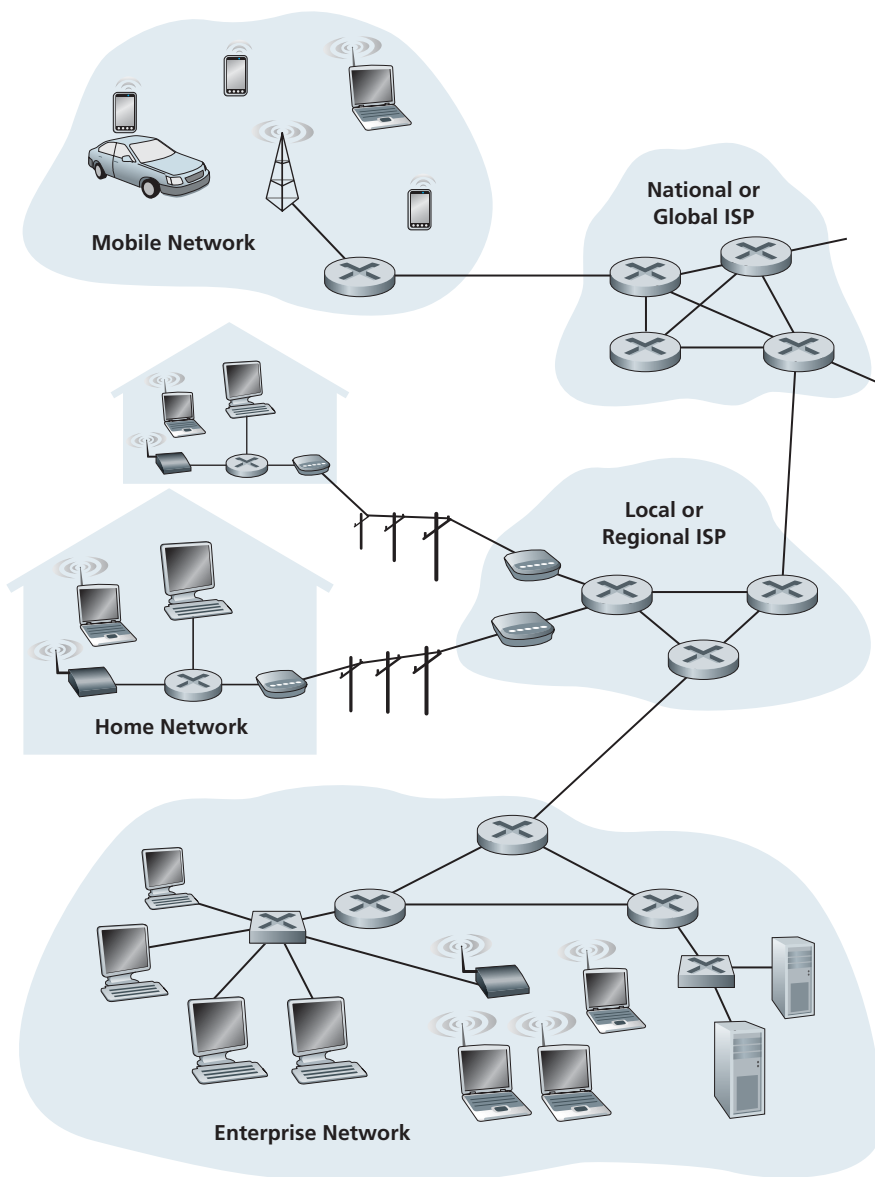 National or
Global ISP
Mobile Network
Local or
Regional ISP
Home Network
Enterprise Network